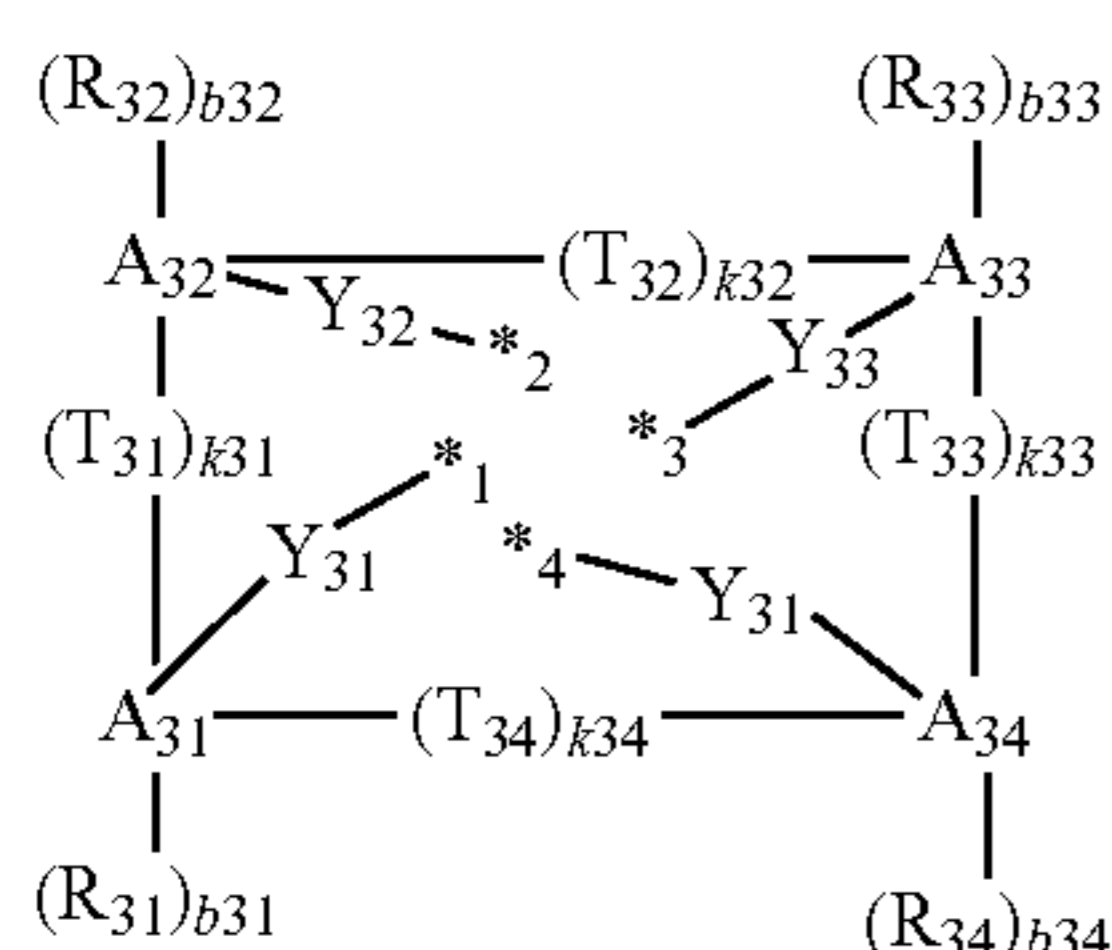 (R32)b32 (R33)b33
A32 (T32)k32 A33
Y32 *2 Y33
(T31)k31 *1 *3 (T33)k33
Y31 *4 Y31
A31 (T34)k34 A34
(R31)b31 (R34)b34